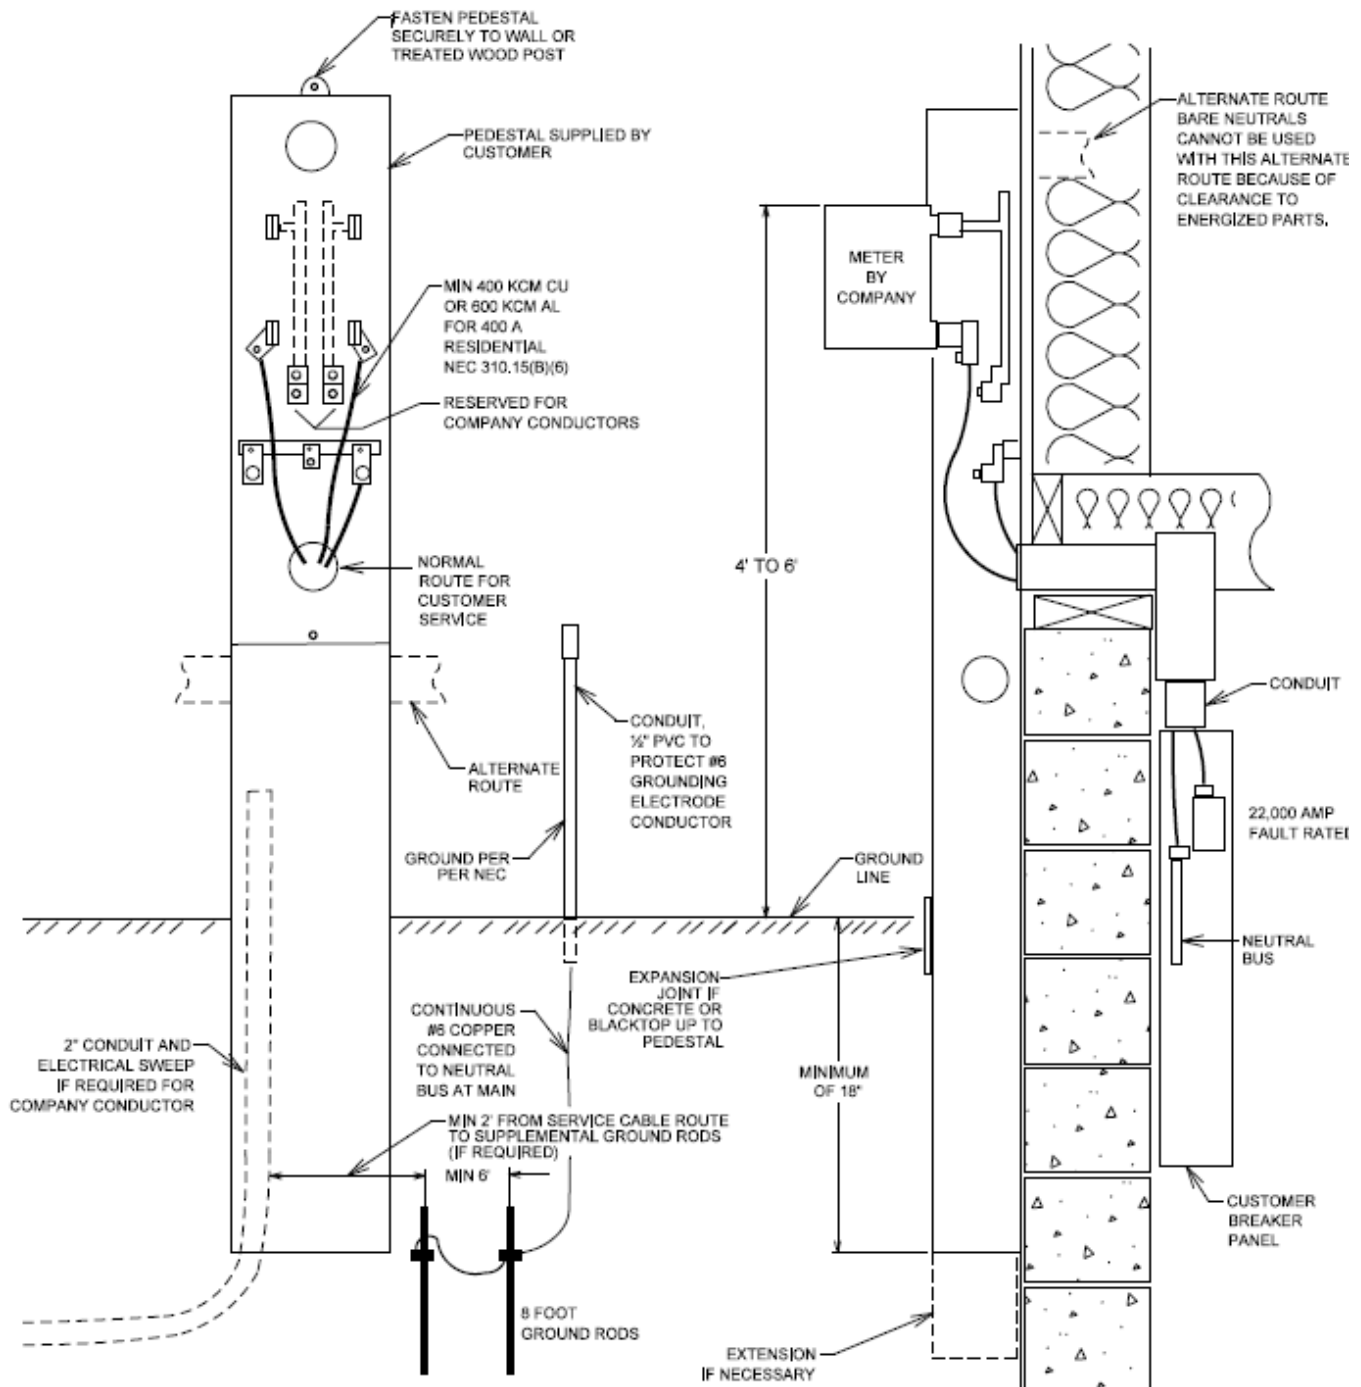 FASTEN PEDESTAL
SECURELY TO WALL OR
TREATED WOOD POST
PEDESTAL SUPPLIED BY
CUSTOMER
MIN 400 KCM CU
OR 600 KCM AL
FOR 400 A
RESIDENTIAL
NEC 310.15(B)(6)
RESERVED FOR
COMPANY CONDUCTORS
NORMAL
ROUTE FOR
CUSTOMER
SERVICE
ALTERNATE
ROUTE
CONDUIT,
½" PVC TO
PROTECT #6
GROUNDING
ELECTRODE
CONDUCTOR
GROUND PER
PER NEC
CONTINUOUS
#6 COPPER
CONNECTED
TO NEUTRAL
BUS AT MAIN
2" CONDUIT AND
ELECTRICAL SWEEP
IF REQUIRED FOR
COMPANY CONDUCTOR
MIN 2' FROM SERVICE CABLE ROUTE
TO SUPPLEMENTAL GROUND RODS
(IF REQUIRED)
MIN 6'
8 FOOT
GROUND RODS
ALTERNATE ROUTE
BARE NEUTRALS
CANNOT BE USED
WITH THIS ALTERNATE
ROUTE BECAUSE OF
CLEARANCE TO
ENERGIZED PARTS.
METER
BY
COMPANY
4' TO 6'
GROUND
LINE
EXPANSION
JOINT IF
CONCRETE OR
BLACKTOP UP TO
PEDESTAL
MINIMUM
OF 18"
EXTENSION
IF NECESSARY
CONDUIT
22,000 AMP
FAULT RATED
NEUTRAL
BUS
CUSTOMER
BREAKER
PANEL